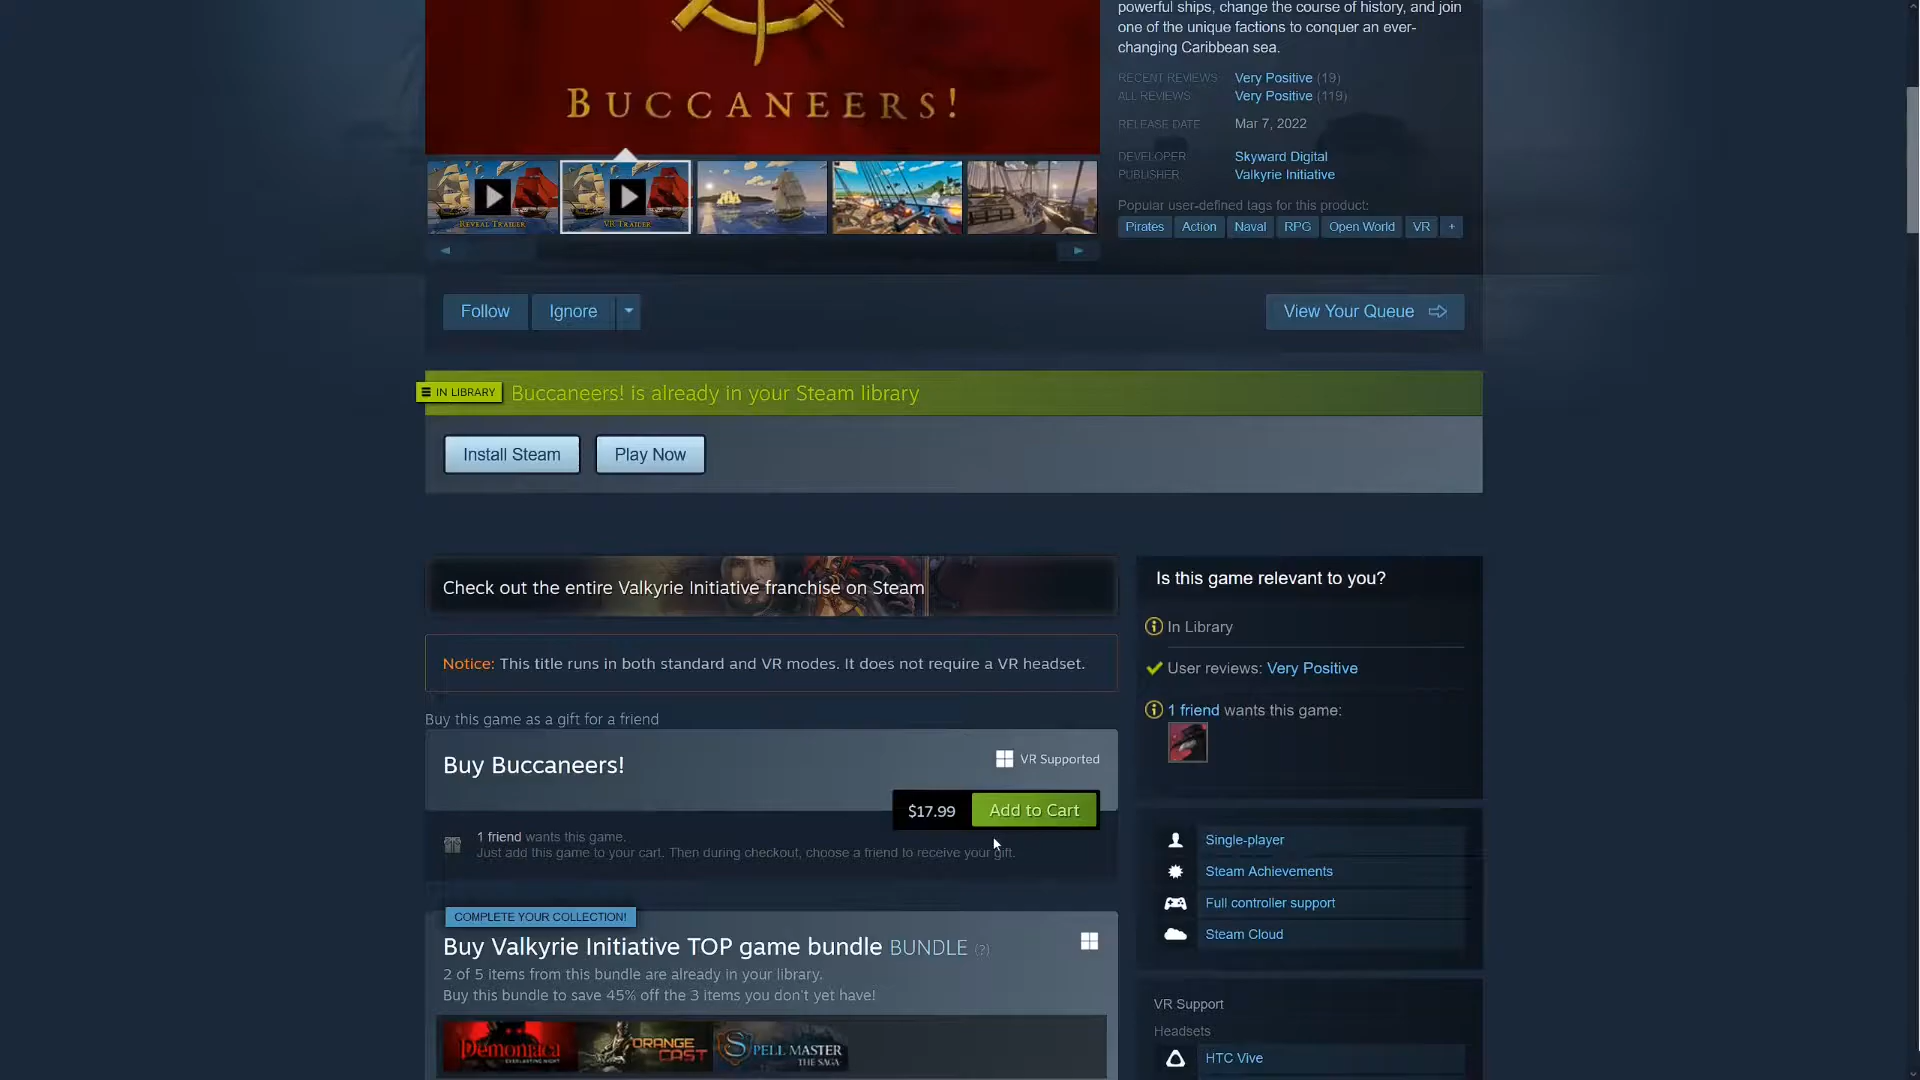 powerful ships, change the course of history, and join
one of the unique factions to conquer an ever-
changing Caribbean sea.
BUCCANEERS!
RECENT REVIEWS: Very Positive (19)
ALL REVIEWS: Very Positive (119)
RELEASE DATE: Mar 7, 2022
DEVELOPER: Skyward Digital
PUBLISHER: Valkyrie Initiative
Popular user-defined tags for this product:
Pirates Action Naval RPG Open World VR +
REVEAL TRAILER
VR TRAILER
Follow Ignore
View Your Queue
IN LIBRARY Buccaneers! is already in your Steam library
Install Steam Play Now
Check out the entire Valkyrie Initiative franchise on Steam
Notice: This title runs in both standard and VR modes. It does not require a VR headset.
Buy this game as a gift for a friend
Buy Buccaneers!
VR Supported
$17.99 Add to Cart
1 friend wants this game.
Just add this game to your cart. Then during checkout, choose a friend to receive your gift.
COMPLETE YOUR COLLECTION!
Buy Valkyrie Initiative TOP game bundle BUNDLE (?)
2 of 5 items from this bundle are already in your library.
Buy this bundle to save 45% off the 3 items you don't yet have!
DEMONIACA
EVERLASTING NIGHT
ORANGE
CAST
SPELL MASTER
THE SAGA
Is this game relevant to you?
In Library
User reviews: Very Positive
1 friend wants this game:
Single-player
Steam Achievements
Full controller support
Steam Cloud
VR Support
Headsets
HTC Vive